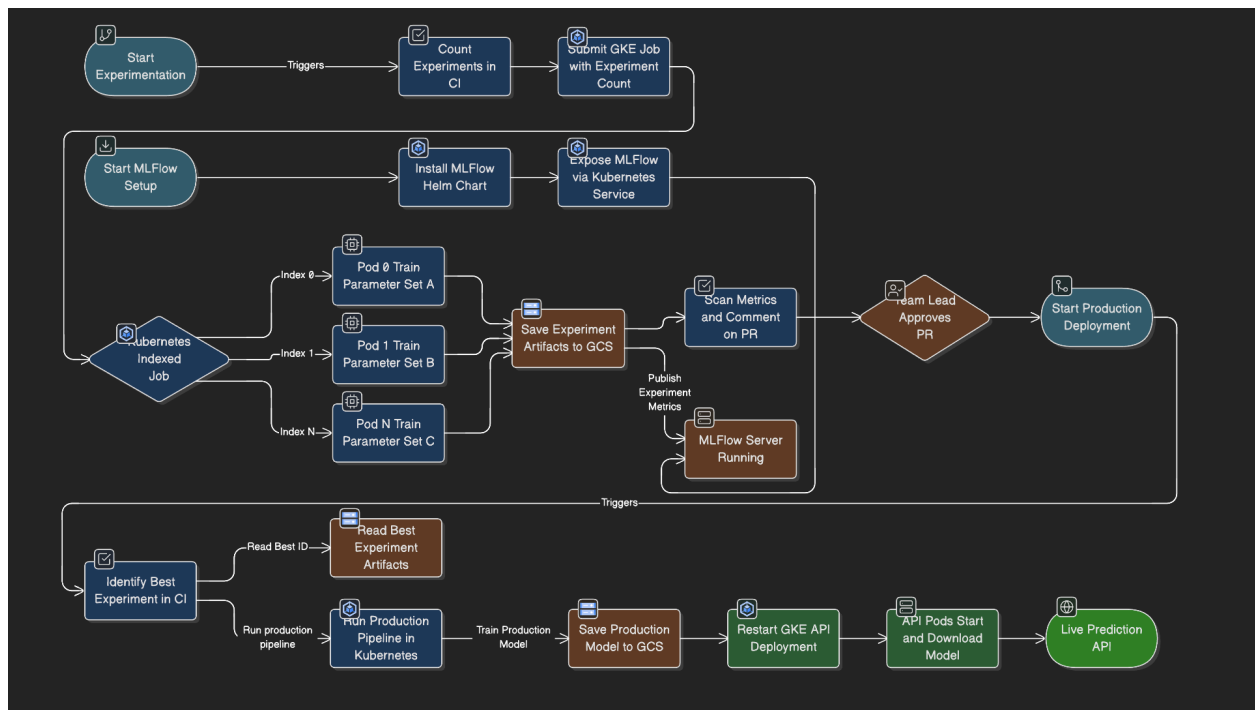 Start
Experimentation
Triggers
Count
Experiments in
CI
Submit GKE Job
with Experiment
Count
Start MLFlow
Setup
Install MLFlow
Helm Chart
Expose MLFlow
via Kubernetes
Service
Kubernetes
Indexed
Job
Index 0
Pod 0 Train
Parameter Set A
Index 1
Pod 1 Train
Parameter Set B
Index N
Pod N Train
Parameter Set C
Save Experiment
Artifacts to GCS
Scan Metrics
and Comment
on PR
Publish
Experiment
Metrics
MLFlow Server
Running
Team Lead
Approves
PR
Start Production
Deployment
Triggers
Identify Best
Experiment in CI
Read Best ID
Read Best
Experiment
Artifacts
Run production
pipeline
Run Production
Pipeline in
Kubernetes
Train Production
Model
Save Production
Model to GCS
Restart GKE API
Deployment
API Pods Start
and Download
Model
Live Prediction
API